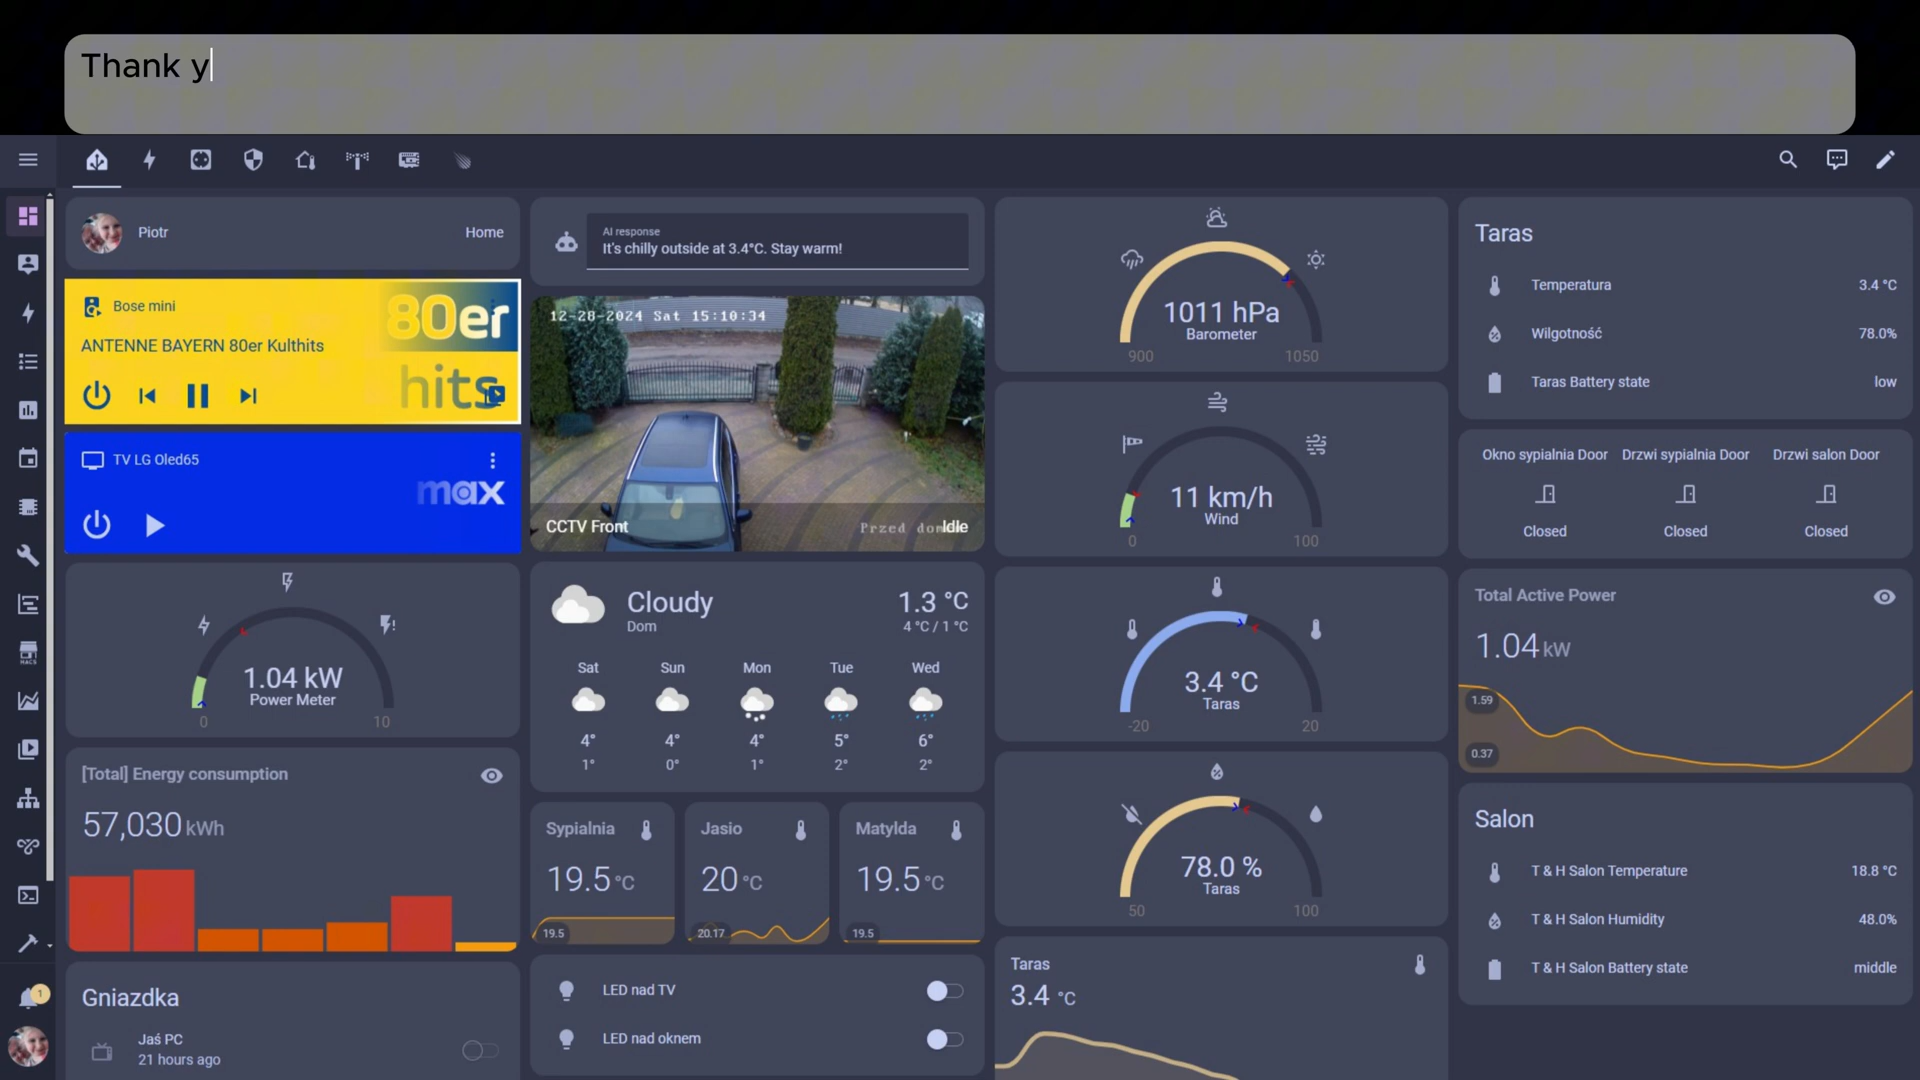 Thank y
Piotr
Home
Bose mini
ANTENNE BAYERN 80er Kulthits
80er
hits
TV LG Oled65
max
1.04 kW
Power Meter
0
10
[Total] Energy consumption
57,030 kWh
Gniazdka
Jaś PC
21 hours ago
AI response
It's chilly outside at 3.4°C. Stay warm!
12-28-2024 Sat 15:10:34
CCTV Front
Przed dom
Idle
Cloudy
Dom
1.3 °C
4 °C / 1 °C
Sat Sun Mon Tue Wed
4° 4° 4° 5° 6°
1° 0° 1° 2° 2°
Sypialnia
19.5 °C
19.5
Jasio
20 °C
20.17
Matylda
19.5 °C
19.5
LED nad TV
LED nad oknem
1011 hPa
Barometer
900
1050
11 km/h
Wind
0
100
3.4 °C
Taras
-20
20
78.0 %
Taras
50
100
Taras
3.4 °C
Taras
Temperatura 3.4 °C
Wilgotność 78.0%
Taras Battery state low
Okno sypialnia Door Drzwi sypialnia Door Drzwi salon Door
Closed Closed Closed
Total Active Power
1.04 kW
1.59
0.37
Salon
T & H Salon Temperature 18.8 °C
T & H Salon Humidity 48.0%
T & H Salon Battery state middle
HACS
1